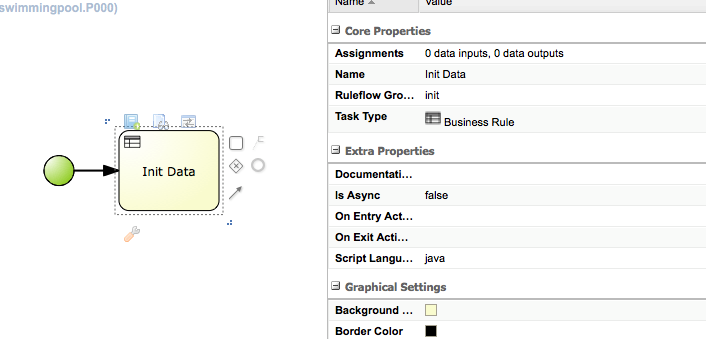 swimmingpool.P000)
Name Value
Core Properties
Assignments 0 data inputs, 0 data outputs
Name Init Data
Ruleflow Gro... init
Task Type Business Rule
Init Data
Extra Properties
Documentati...
Is Async false
On Entry Act...
On Exit Acti...
Script Langu... java
Graphical Settings
Background ...
Border Color